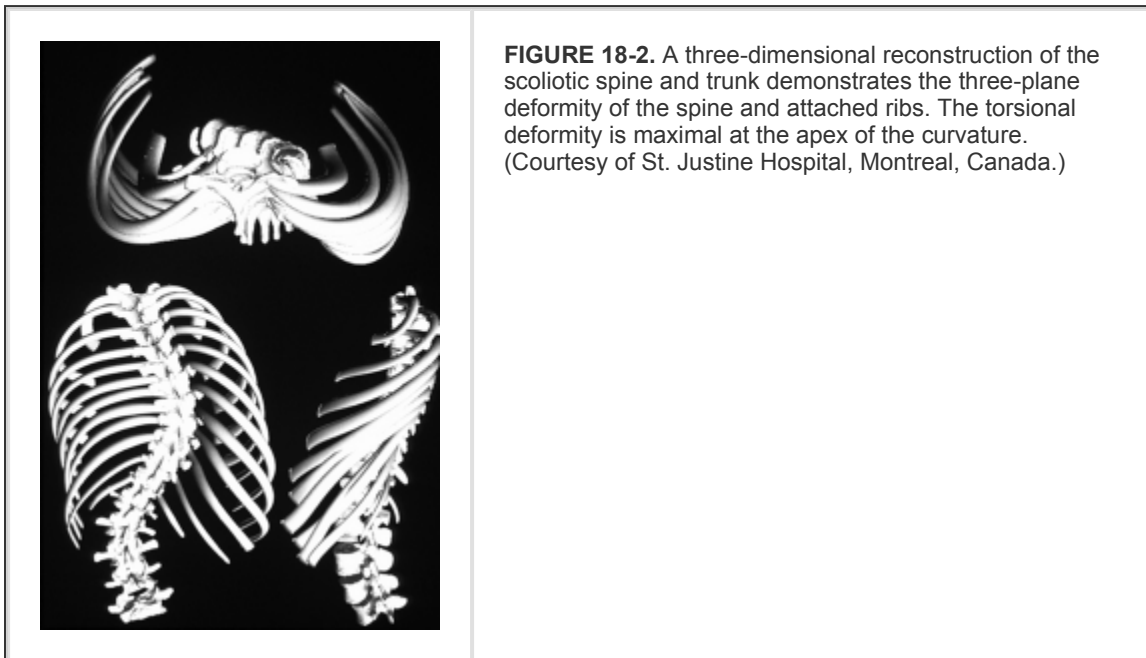 FIGURE 18-2. A three-dimensional reconstruction of the
scoliotic spine and trunk demonstrates the three-plane
deformity of the spine and attached ribs. The torsional
deformity is maximal at the apex of the curvature.
(Courtesy of St. Justine Hospital, Montreal, Canada.)